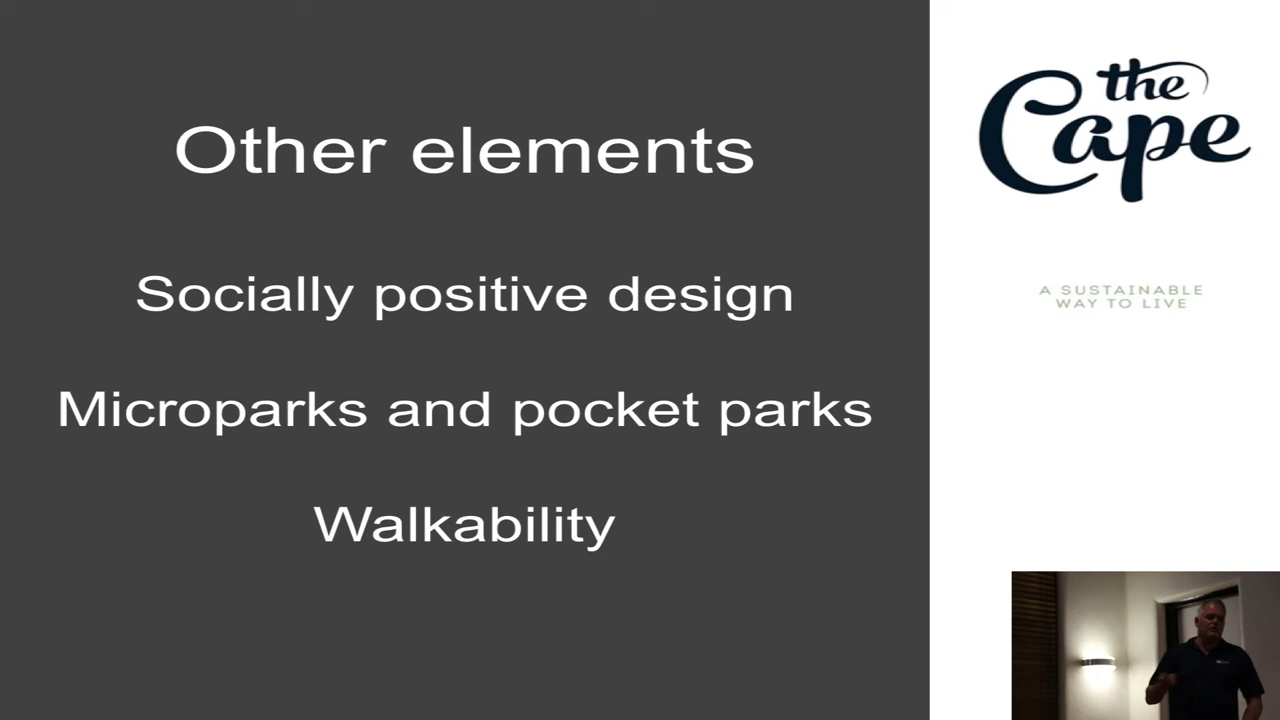 Other elements
Socially positive design
Microparks and pocket parks
Walkability
the
Cape
A SUSTAINABLE
WAY TO LIVE